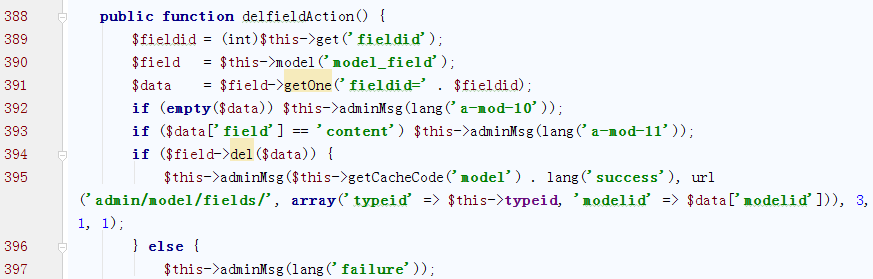 388 public function delfieldAction() {
389 $fieldid = (int)$this->get('fieldid');
390 $field = $this->model('model_field');
391 $data = $field->getOne('fieldid=' . $fieldid);
392 if (empty($data)) $this->adminMsg(lang('a-mod-10'));
393 if ($data['field'] == 'content') $this->adminMsg(lang('a-mod-11'));
394 if ($field->del($data)) {
395 $this->adminMsg($this->getCacheCode('model') . lang('success'), url
('admin/model/fields/', array('typeid' => $this->typeid, 'modelid' => $data['modelid'])), 3,
1, 1);
396 } else {
397 $this->adminMsg(lang('failure'));